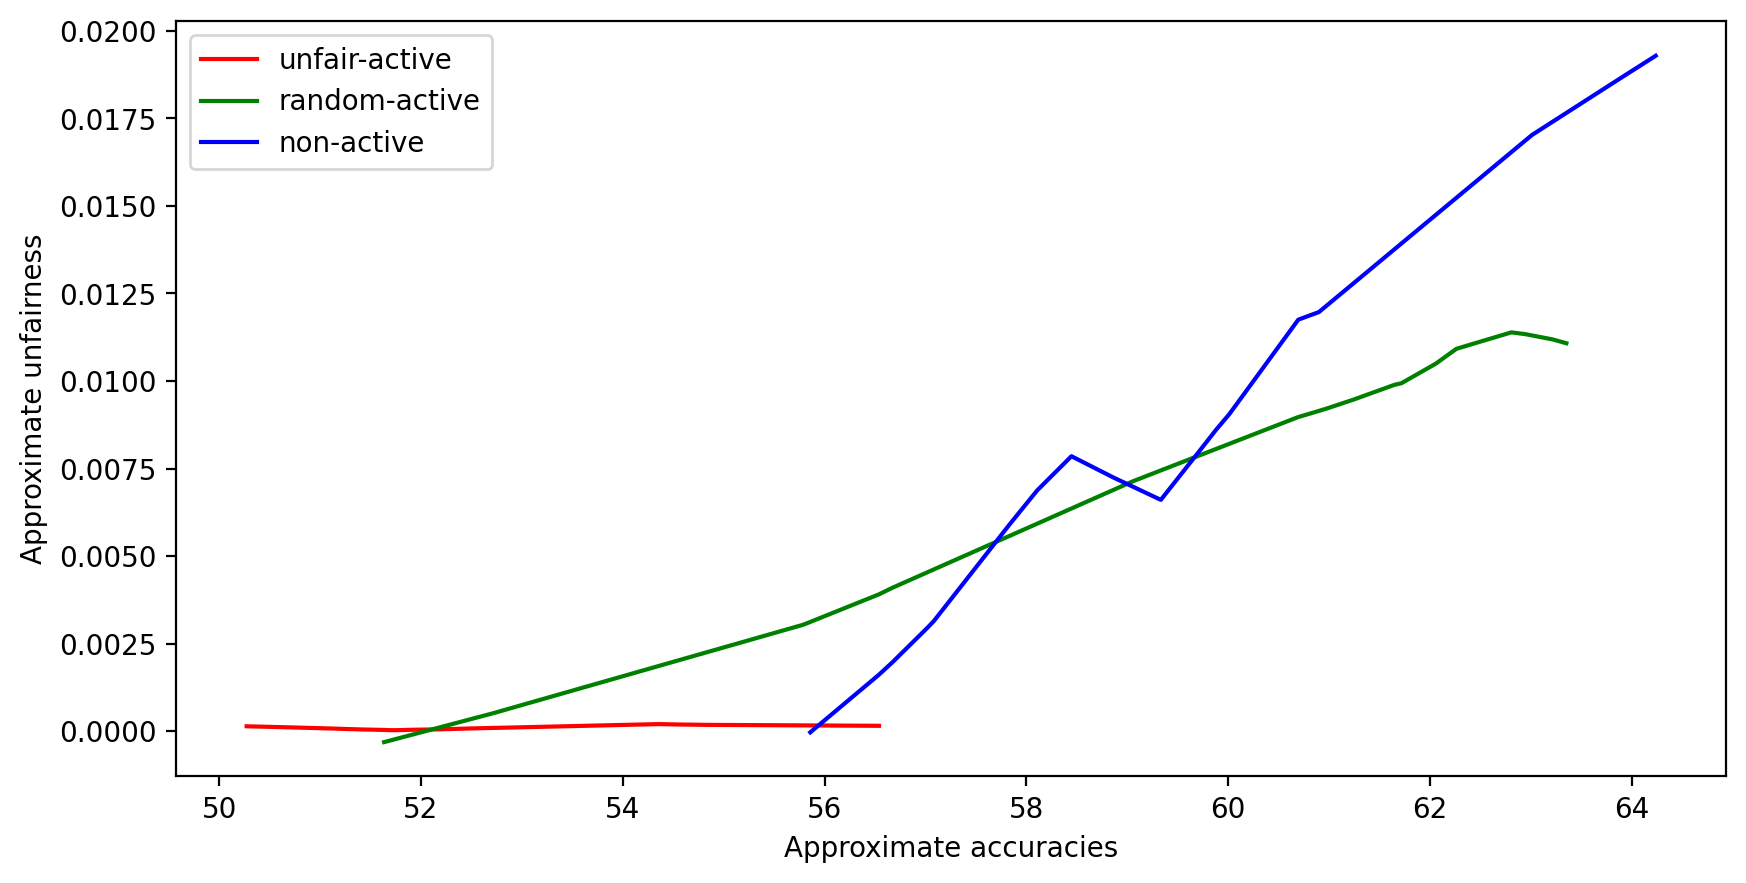 0.0200
0.0175
0.0150
0.0125
0.0100
0.0075
0.0050
0.0025
0.0000
Approximate unfairness
unfair-active
random-active
non-active
50 52 54 56 58 60 62 64
Approximate accuracies